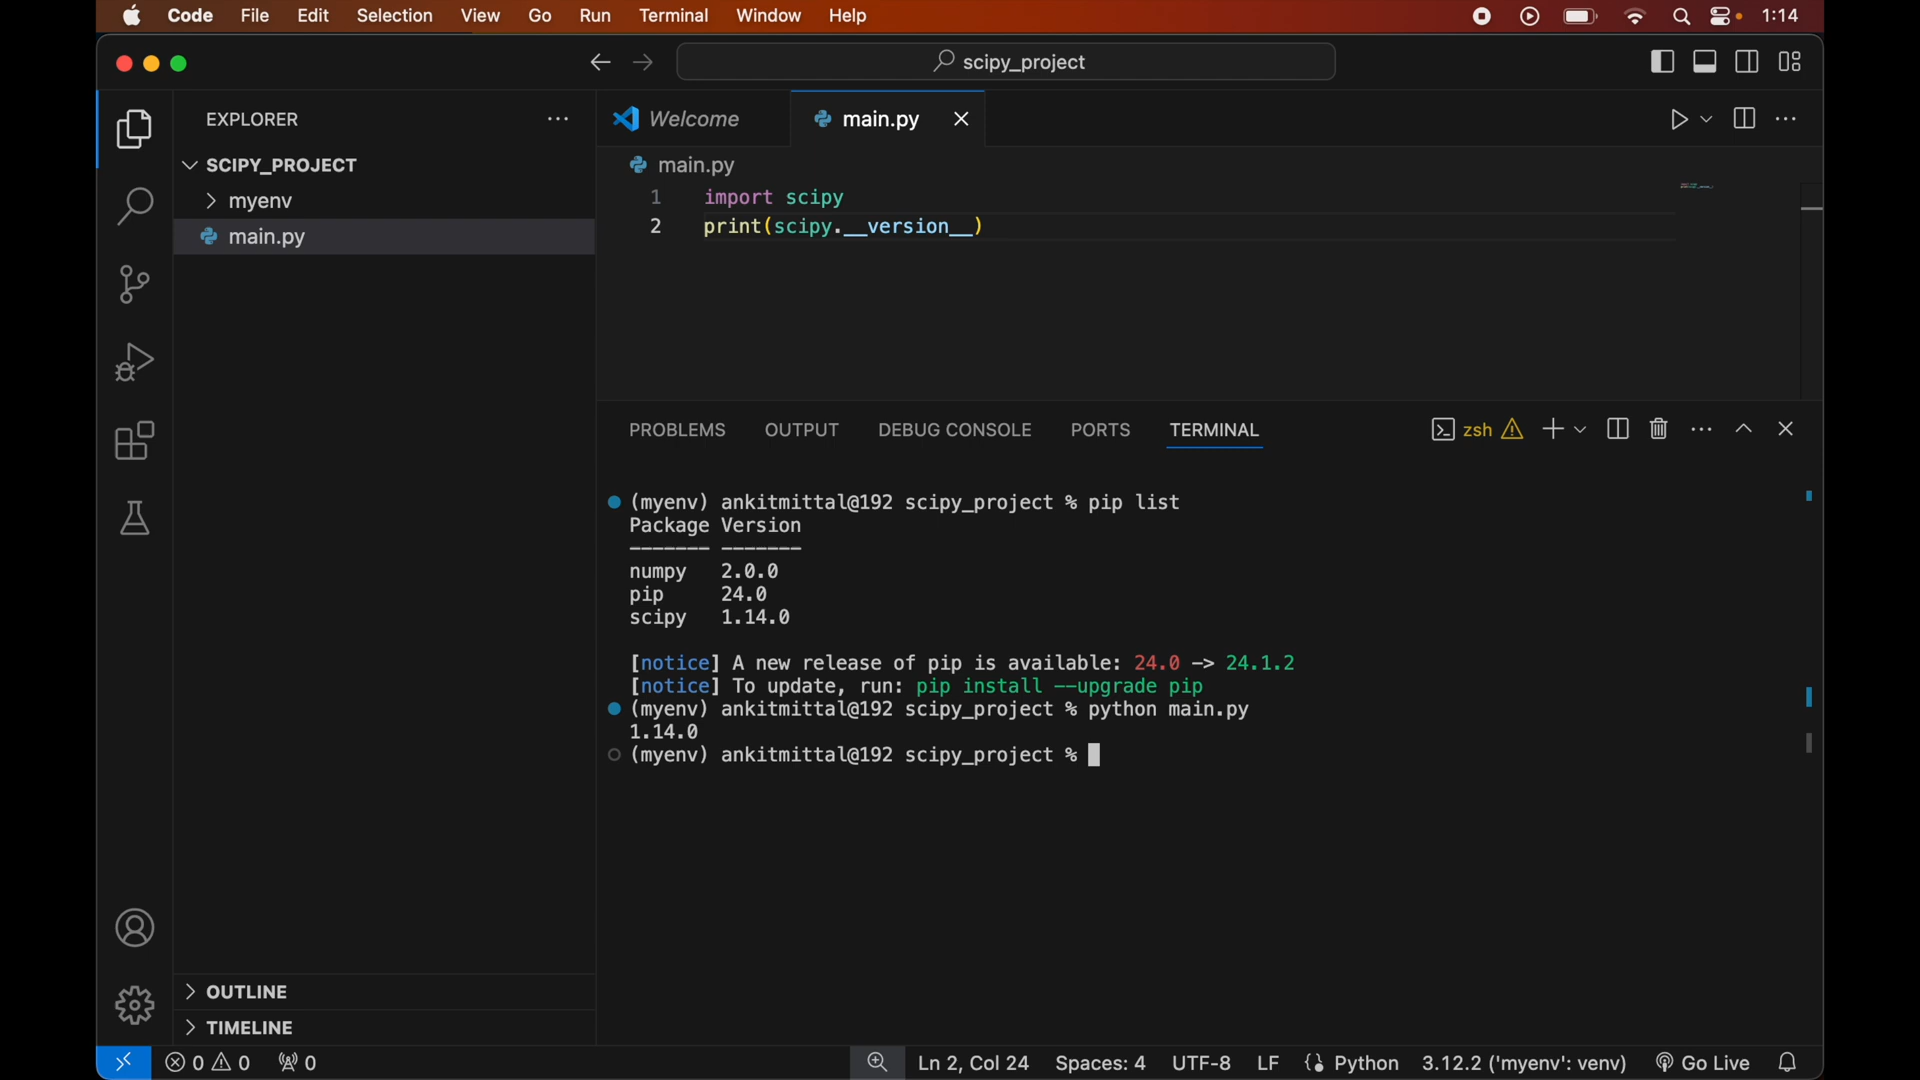 Code File Edit Selection View Go Run Terminal Window Help 1:14
scipy_project
EXPLORER
Welcome main.py
SCIPY_PROJECT
main.py
myenv
main.py
1 import scipy
2 print(scipy.__version__)
PROBLEMS OUTPUT DEBUG CONSOLE PORTS TERMINAL zsh
(myenv) ankitmittal@192 scipy_project % pip list
Package Version
------- -------
numpy 2.0.0
pip 24.0
scipy 1.14.0
[notice] A new release of pip is available: 24.0 -> 24.1.2
[notice] To update, run: pip install --upgrade pip
(myenv) ankitmittal@192 scipy_project % python main.py
1.14.0
(myenv) ankitmittal@192 scipy_project %
OUTLINE
TIMELINE
0 0 0 Ln 2, Col 24 Spaces: 4 UTF-8 LF Python 3.12.2 ('myenv': venv) Go Live